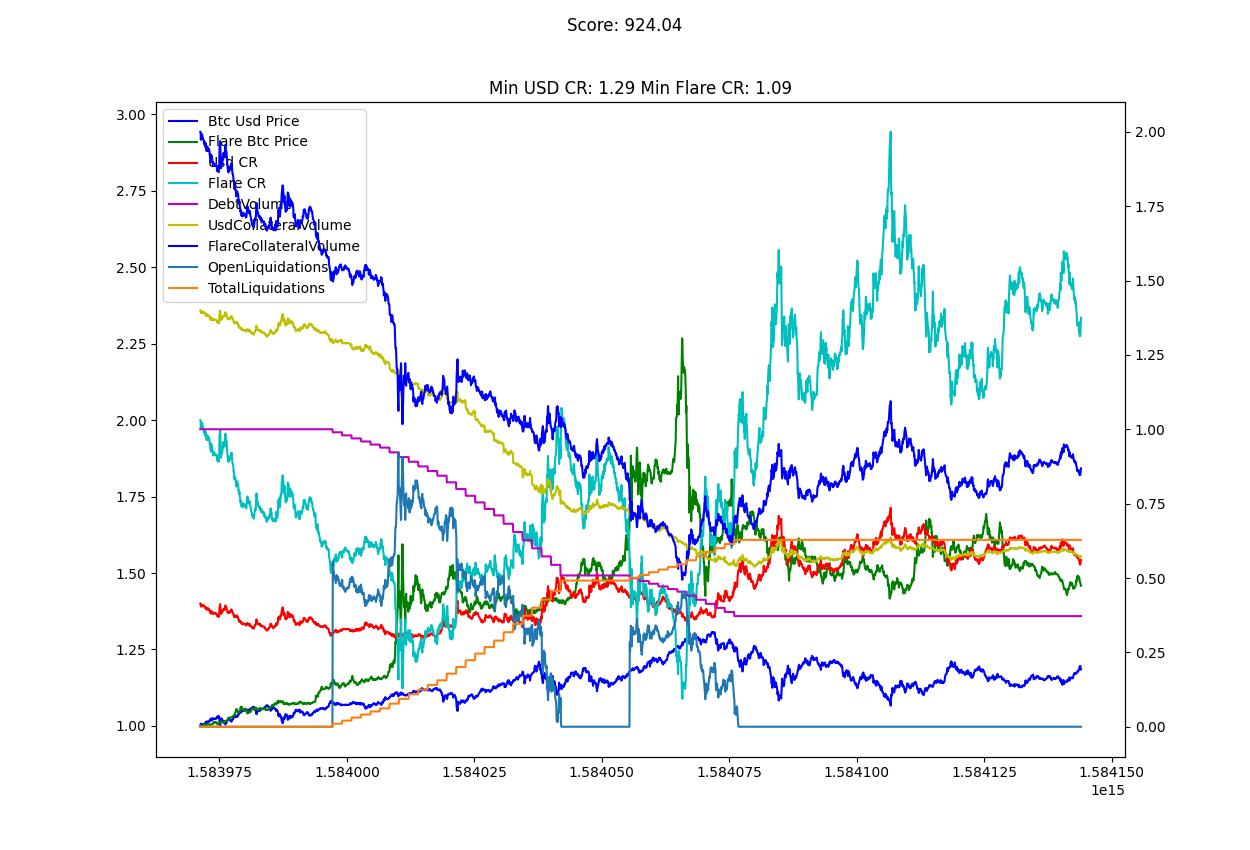 Score: 924.04
Min USD CR: 1.29 Min Flare CR: 1.09
3.00
2.75
2.50
2.25
2.00
1.75
1.50
1.25
1.00
Btc Usd Price
Flare Btc Price
Usd CR
Flare CR
DebtVolume
UsdCollateralVolume
FlareCollateralVolume
OpenLiquidations
TotalLiquidations
2.00
1.75
1.50
1.25
1.00
0.75
0.50
0.25
0.00
1.583975 1.584000 1.584025 1.584050 1.584075 1.584100 1.584125 1.584150
1e15